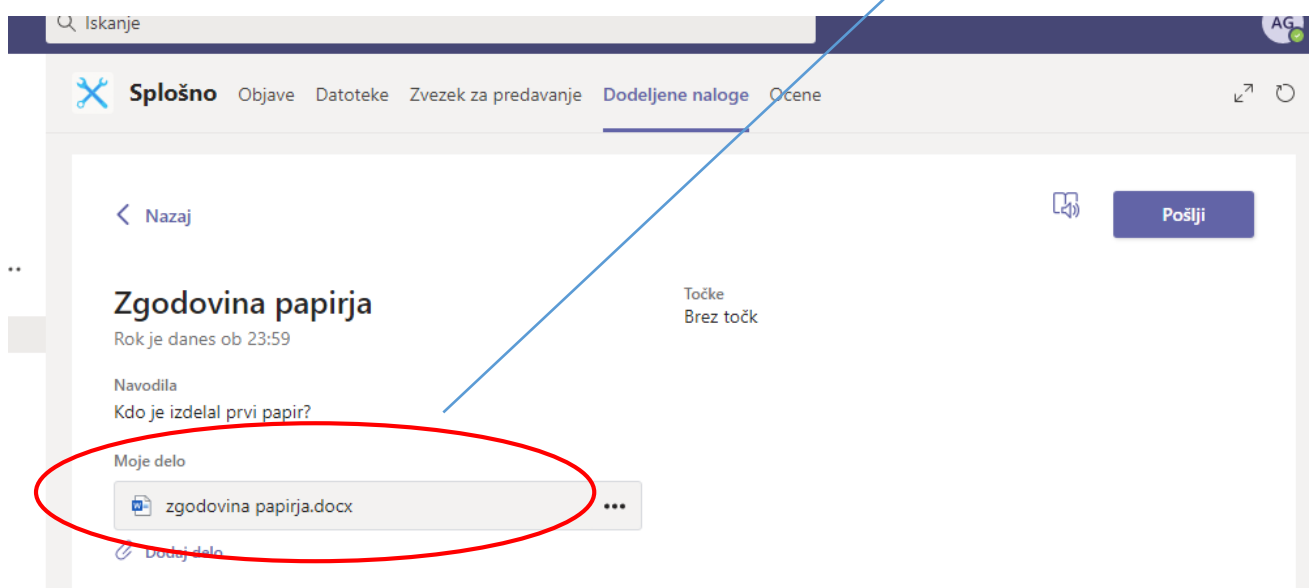 Iskanje
AG
Splošno Objave Datoteke Zvezek za predavanje Dodeljene naloge Ocene
Nazaj
Pošlji
Zgodovina papirja
Rok je danes ob 23:59
Točke
Brez točk
Navodila
Kdo je izdelal prvi papir?
Moje delo
zgodovina papirja.docx
Dodaj delo